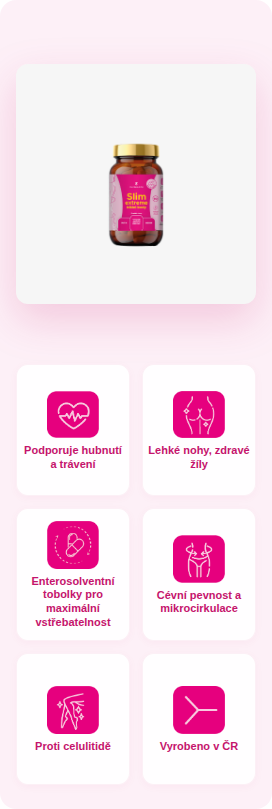 Slim
extreme
Podporuje hubnutí
a trávení
Lehké nohy, zdravé
žíly
Enterosolventní
tobolky pro
maximální
vstřebatelnost
Cévní pevnost a
mikrocirkulace
Proti celulitidě
Vyrobeno v ČR